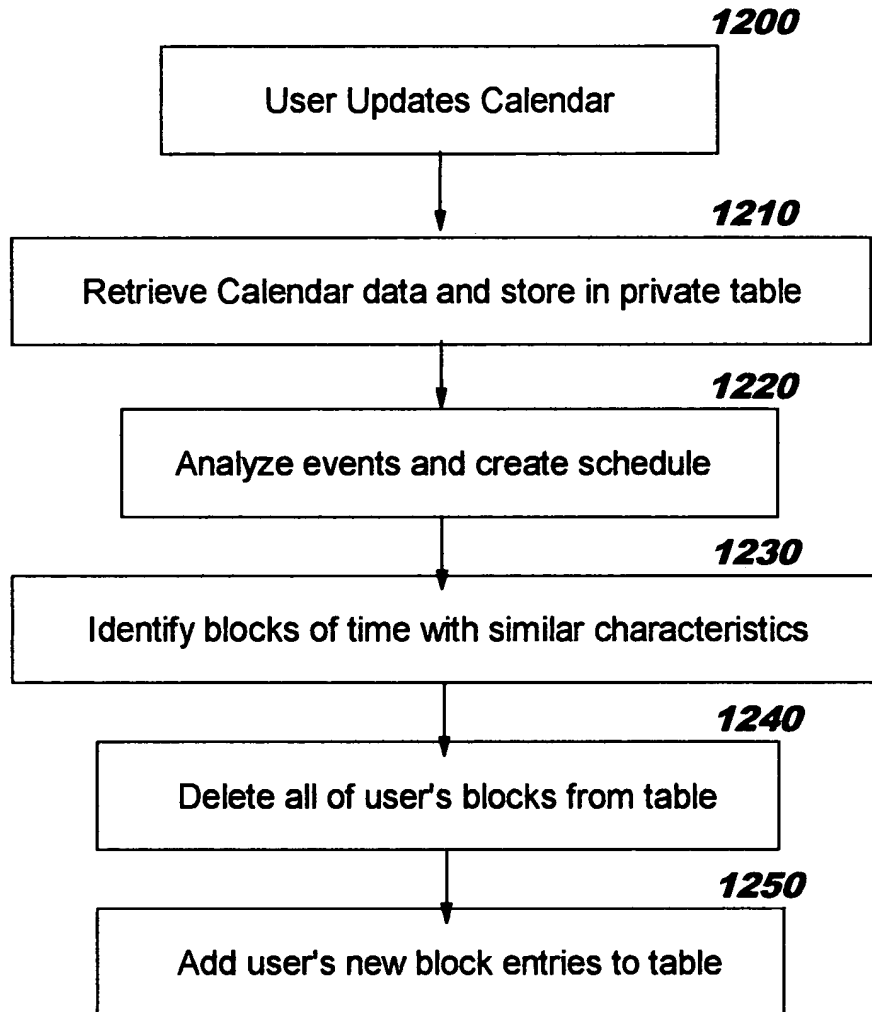 1200
User Updates Calendar
1210
Retrieve Calendar data and store in private table
1220
Analyze events and create schedule
1230
Identify blocks of time with similar characteristics
1240
Delete all of user's blocks from table
1250
Add user's new block entries to table